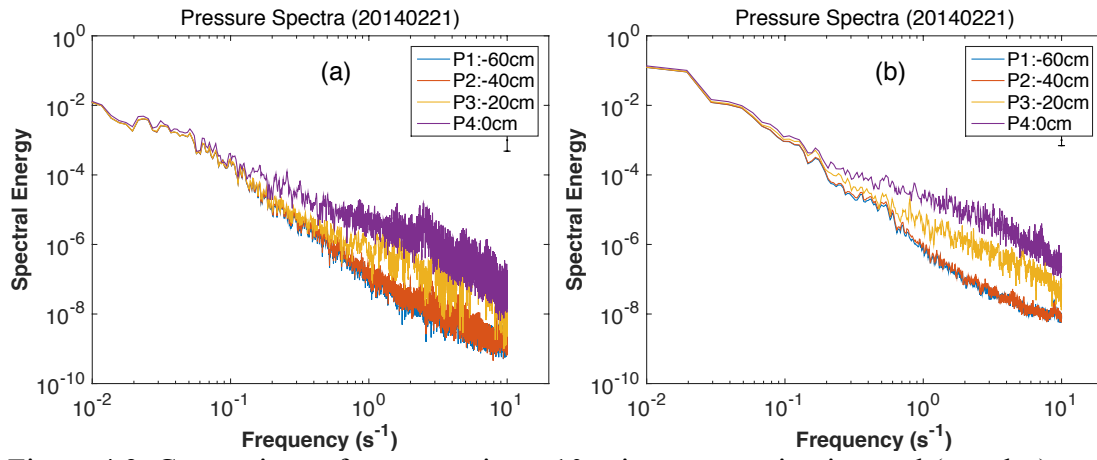 Pressure Spectra (20140221)
10^0
10^-2
10^-4
10^-6
10^-8
10^-10
Spectral Energy
(a)
P1:-60cm
P2:-40cm
P3:-20cm
P4:0cm
10^-2
10^-1
10^0
10^1
Frequency (s^-1)
Pressure Spectra (20140221)
10^0
10^-2
10^-4
10^-6
10^-8
10^-10
Spectral Energy
(b)
P1:-60cm
P2:-40cm
P3:-20cm
P4:0cm
10^-2
10^-1
10^0
10^1
Frequency (s^-1)